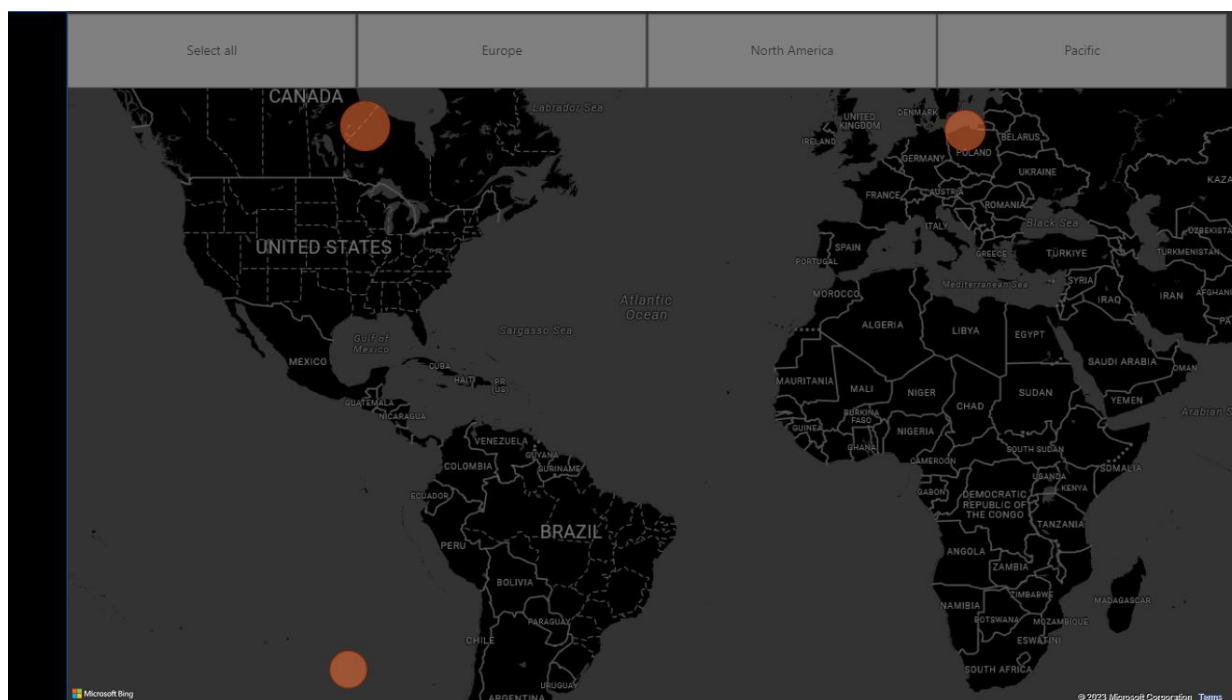 Select all
Europe
North America
Pacific
CANADA
Labrador Sea
UNITED
KINGDOM
IRELAND
DENMARK
BELARUS
POLAND
GERMANY
UKRAINE
FRANCE
AUSTRIA
ROMANIA
ITALY
Black Sea
UNITED STATES
SPAIN
PORTUGAL
GREECE
TÜRKIYE
Mediterranean Sea
SYRIA
IRAQ
IRAN
KAZA
UZBEKISTAN
TURKMENISTAN
AFGHAN
PA
Atlantic
Ocean
Sargasso Sea
Gulf of
Mexico
MEXICO
CUBA
HAITI
PR
(US)
GUATEMALA
NICARAGUA
MOROCCO
ALGERIA
LIBYA
EGYPT
SAUDI ARABIA
OMAN
MAURITANIA
MALI
NIGER
CHAD
SUDAN
YEMEN
Arabian S
BURKINA
FASO
GUINEA
GHANA
NIGERIA
CAMEROON
SOUTH SUDAN
SOMALIA
VENEZUELA
GUYANA
SURINAME
COLOMBIA
ECUADOR
PERU
BRAZIL
BOLIVIA
PARAGUAY
CHILE
URUGUAY
ARGENTINA
GABON
DEMOCRATIC
REPUBLIC OF
THE CONGO
UGANDA
KENYA
TANZANIA
ANGOLA
ZAMBIA
ZIMBABWE
NAMIBIA
BOTSWANA
MOZAMBIQUE
MADAGASCAR
ESWATINI
SOUTH AFRICA
Microsoft Bing
© 2023 Microsoft Corporation Terms